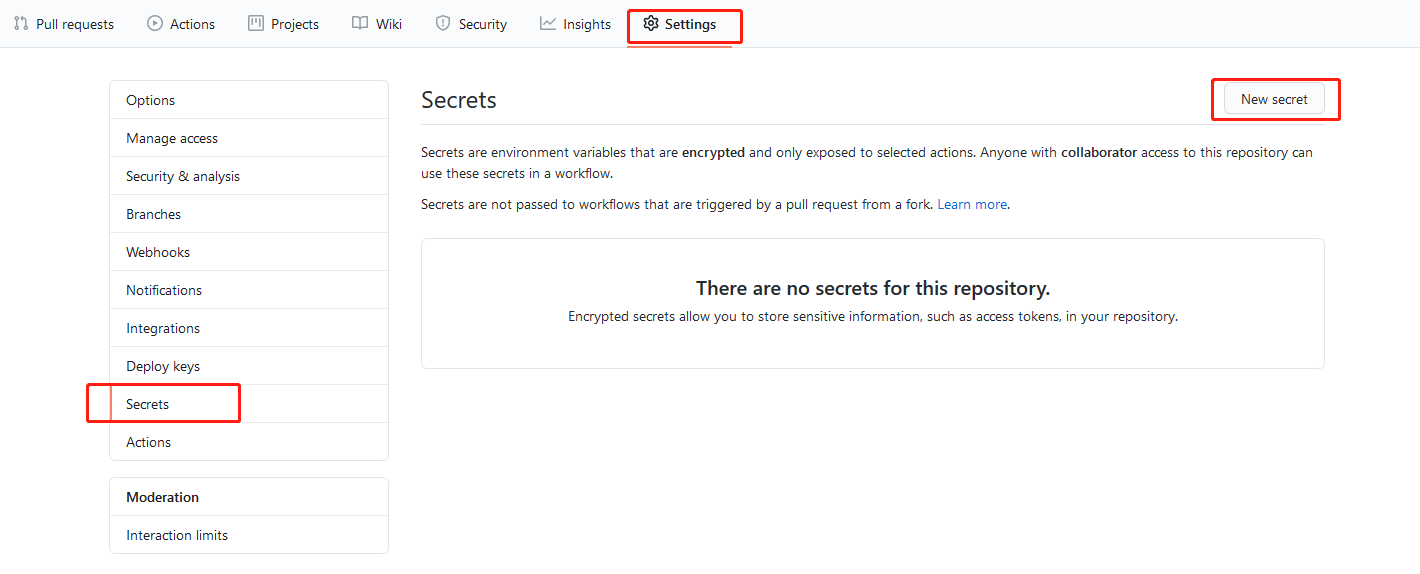 Pull requests Actions Projects Wiki Security Insights Settings
Options
Manage access
Security & analysis
Branches
Webhooks
Notifications
Integrations
Deploy keys
Secrets
Actions
Moderation
Interaction limits
Secrets
New secret
Secrets are environment variables that are encrypted and only exposed to selected actions. Anyone with collaborator access to this repository can
use these secrets in a workflow.
Secrets are not passed to workflows that are triggered by a pull request from a fork. Learn more.
There are no secrets for this repository.
Encrypted secrets allow you to store sensitive information, such as access tokens, in your repository.